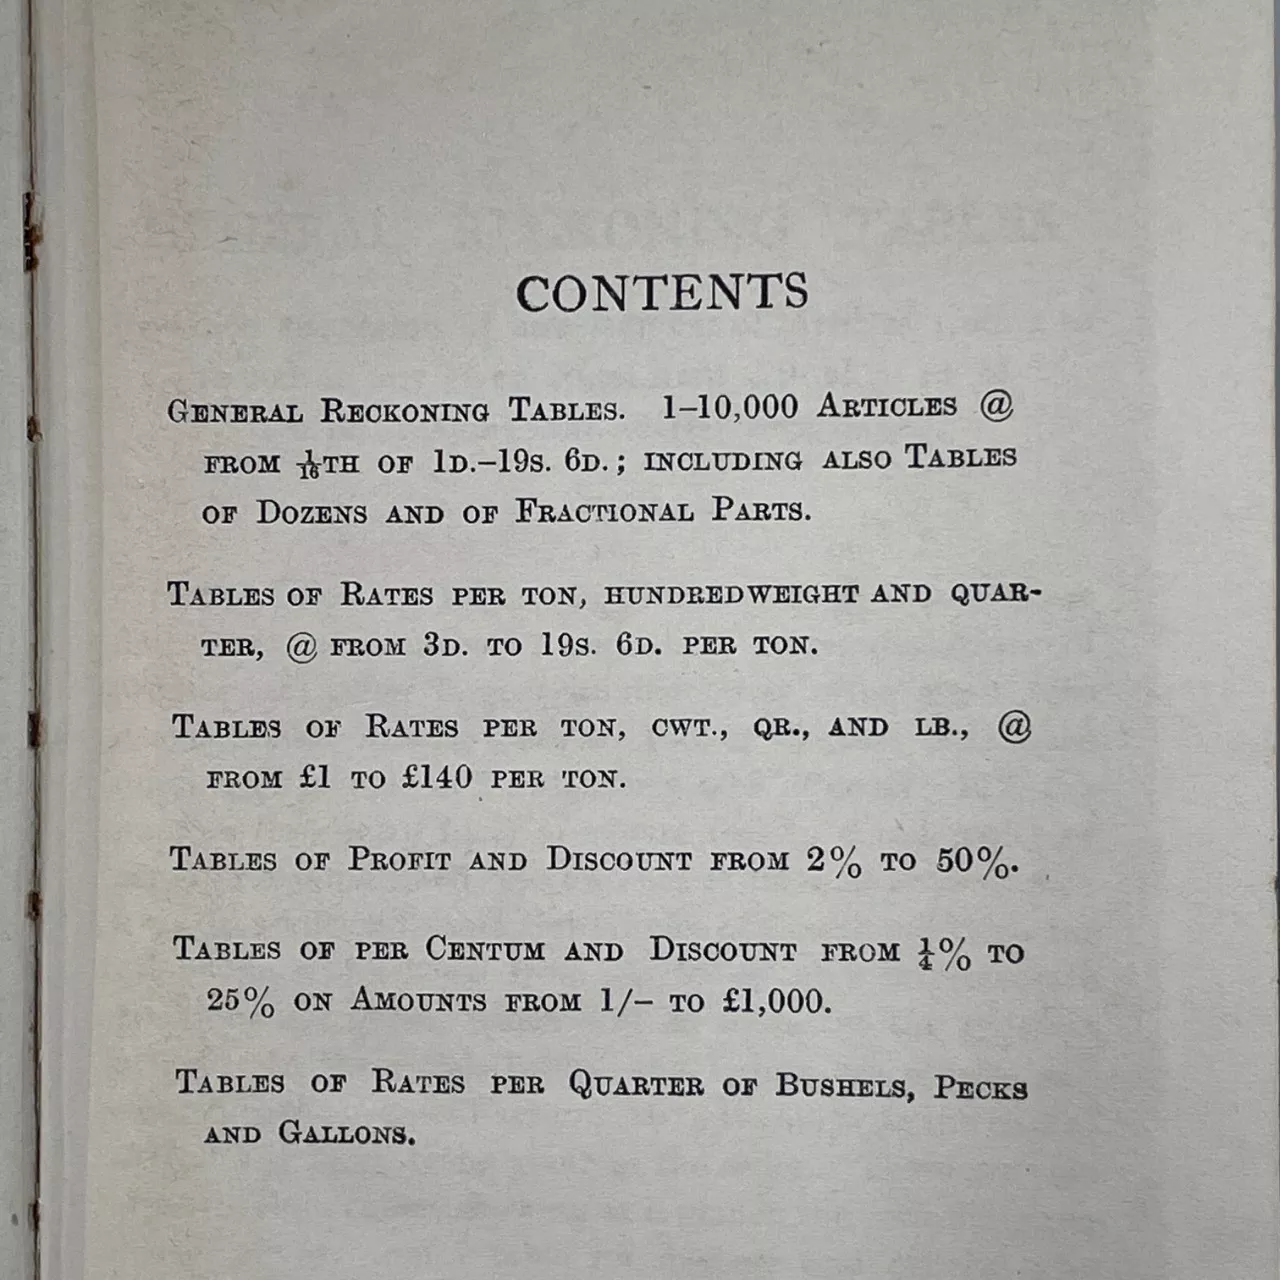 CONTENTS
General Reckoning Tables. 1–10,000 Articles @
from 1/16th of 1d.–19s. 6d.; including also Tables
of Dozens and of Fractional Parts.
Tables of Rates per ton, hundredweight and quar-
ter, @ from 3d. to 19s. 6d. per ton.
Tables of Rates per ton, cwt., qr., and lb., @
from £1 to £140 per ton.
Tables of Profit and Discount from 2% to 50%.
Tables of per Centum and Discount from ¼% to
25% on Amounts from 1/– to £1,000.
Tables of Rates per Quarter of Bushels, Pecks
and Gallons.